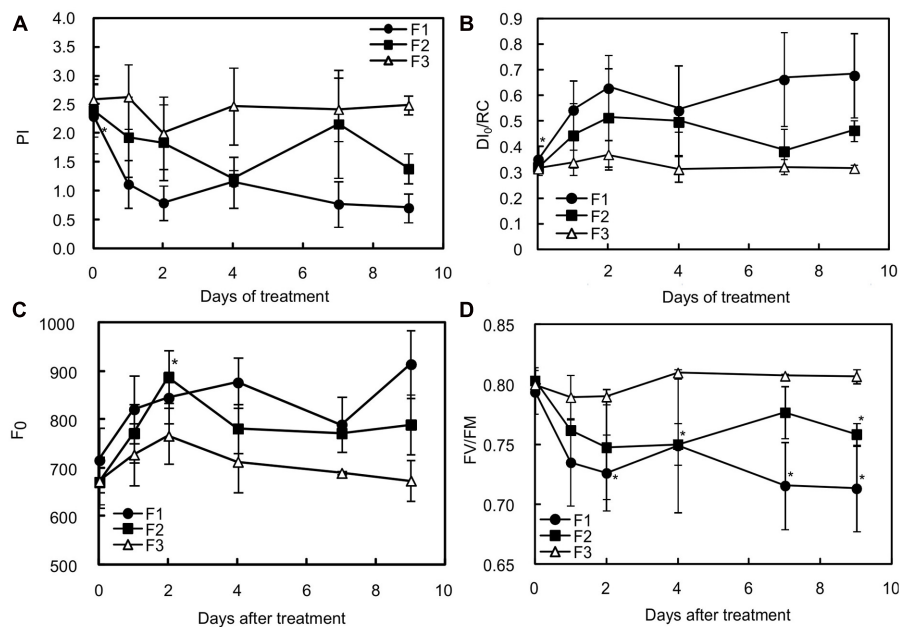 A
PI
4.0
3.5
3.0
2.5
2.0
1.5
1.0
0.5
0.0
*
F1
F2
F3
0 2 4 6 8 10
Days of treatment
B
DI0/RC
0.9
0.8
0.7
0.6
0.5
0.4
0.3
0.2
0.1
0
*
F1
F2
F3
0 2 4 6 8 10
Days of treatment
C
F0
1000
900
800
700
600
500
*
F1
F2
F3
0 2 4 6 8 10
Days after treatment
D
FV/FM
0.85
0.80
0.75
0.70
0.65
*
*
*
*
*
F1
F2
F3
0 2 4 6 8 10
Days after treatment